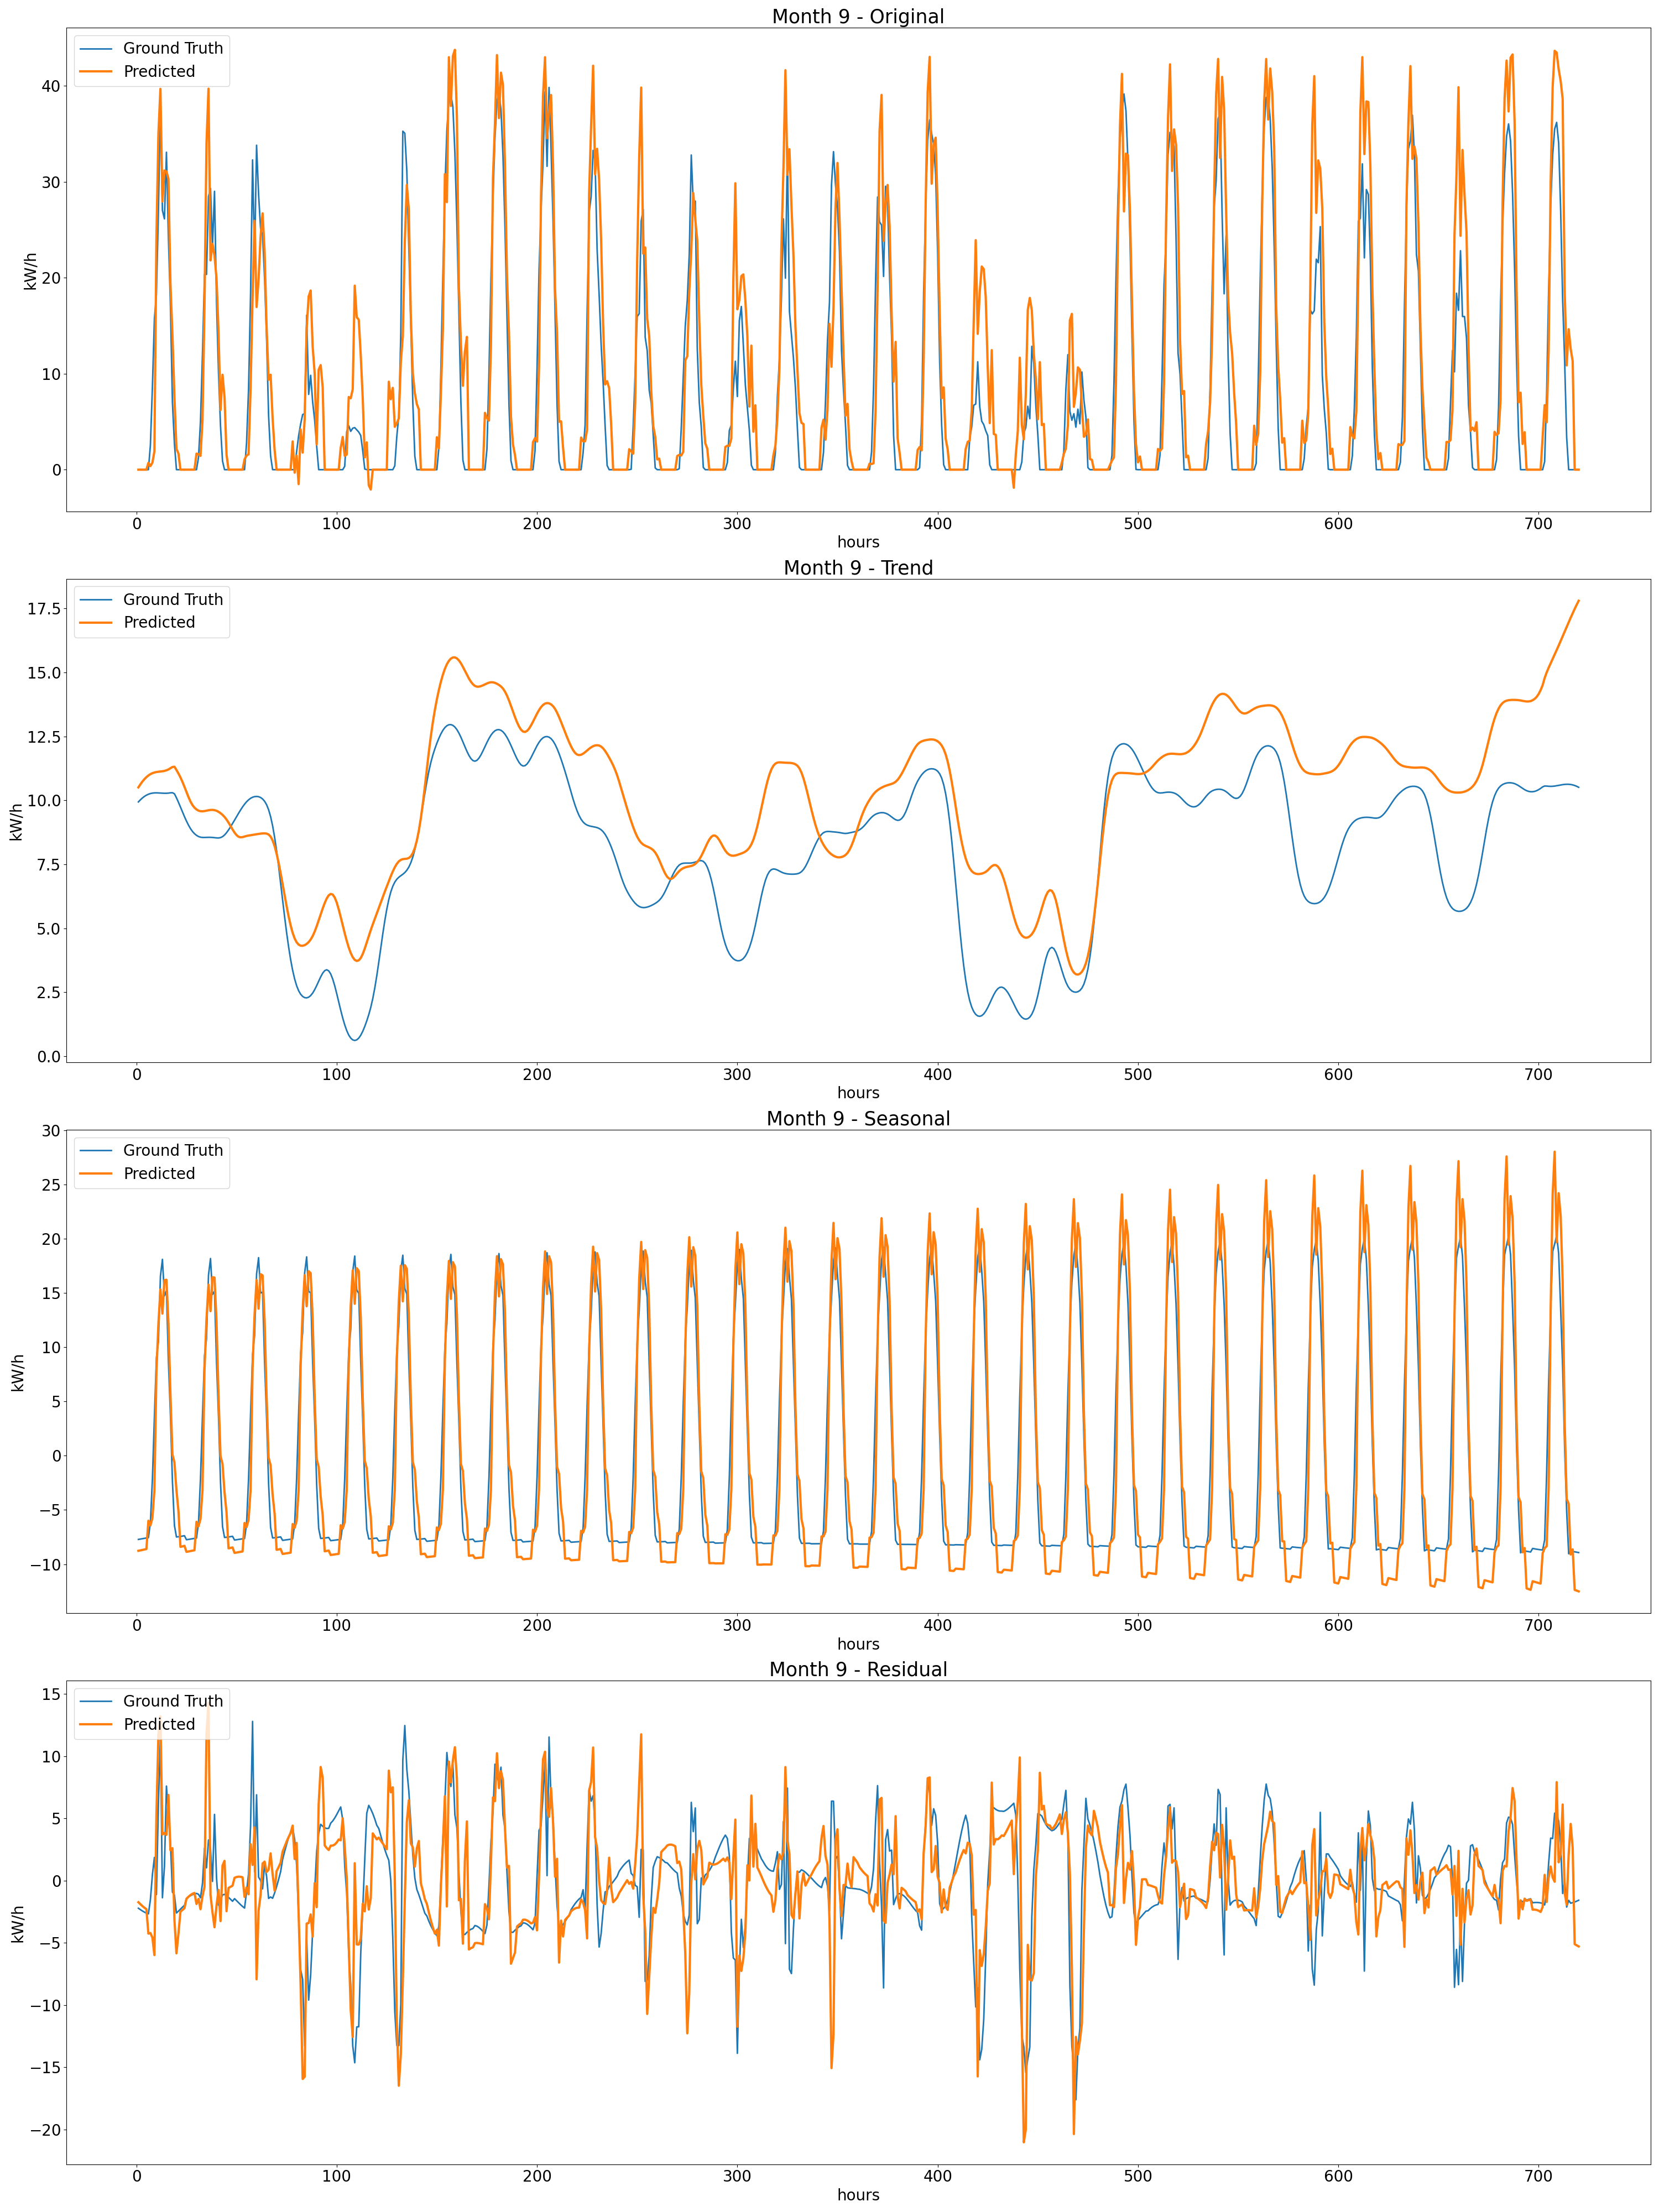 Month 9 - Original
Ground Truth
Predicted
40
30
20
10
0
kW/h
0 100 200 300 400 500 600 700
hours
Month 9 - Trend
Ground Truth
Predicted
17.5
15.0
12.5
10.0
7.5
5.0
2.5
0.0
kW/h
0 100 200 300 400 500 600 700
hours
Month 9 - Seasonal
Ground Truth
Predicted
30
25
20
15
10
5
0
−5
−10
kW/h
0 100 200 300 400 500 600 700
hours
Month 9 - Residual
Ground Truth
Predicted
15
10
5
0
−5
−10
−15
−20
kW/h
0 100 200 300 400 500 600 700
hours